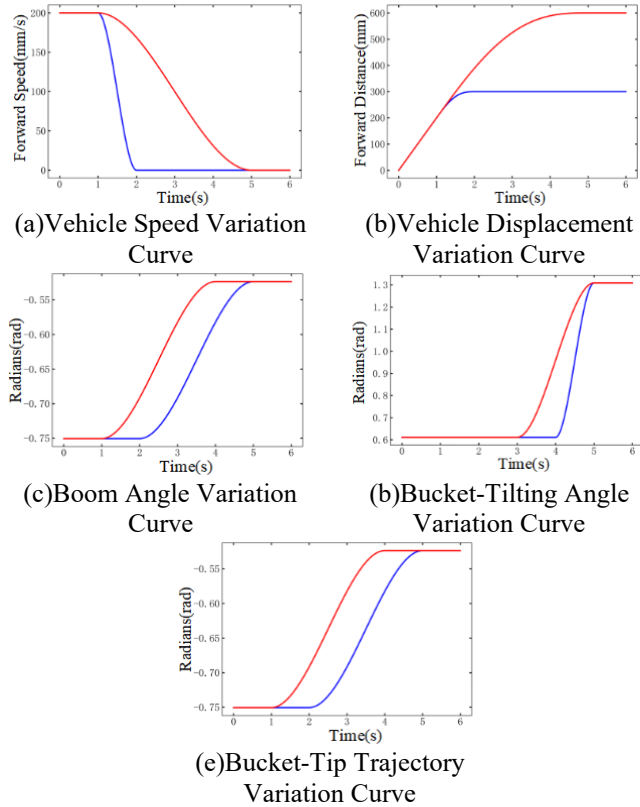 200
150
100
50
0
Forward Speed(mm/s)
0 1 2 3 4 5 6
Time(s)
(a)Vehicle Speed Variation
Curve
600
500
400
300
200
100
0
Forward Distance(mm)
0 1 2 3 4 5 6
Time(s)
(b)Vehicle Displacement
Variation Curve
-0.55
-0.60
-0.65
-0.70
-0.75
Radians(rad)
0 1 2 3 4 5 6
Time(s)
(c)Boom Angle Variation
Curve
1.3
1.2
1.1
1.0
0.9
0.8
0.7
0.6
Radians(rad)
0 1 2 3 4 5 6
Time(s)
(b)Bucket-Tilting Angle
Variation Curve
-0.55
-0.60
-0.65
-0.70
-0.75
Radians(rad)
0 1 2 3 4 5 6
Time(s)
(e)Bucket-Tip Trajectory
Variation Curve